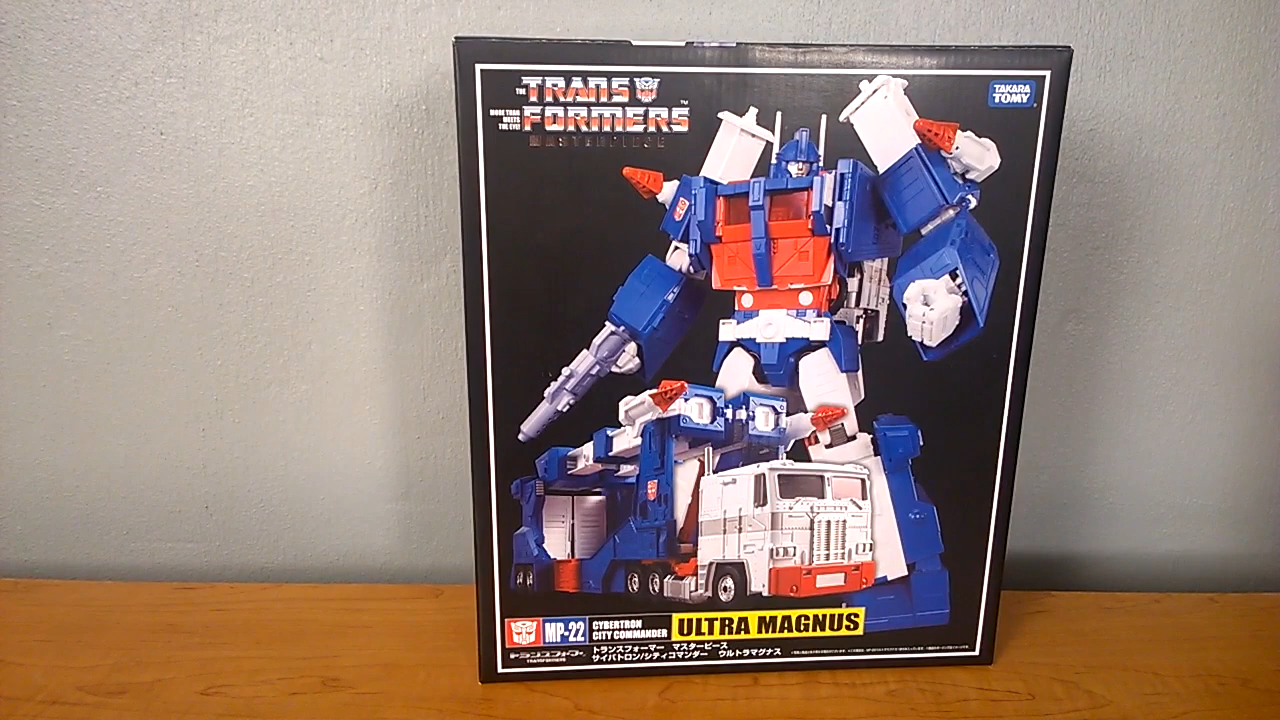 THE TRANSFORMERS™
MORE THAN
MEETS
THE EYE!
MASTERPIECE
TAKARA
TOMY
MP-22
CYBERTRON
CITY COMMANDER
ULTRA MAGNUS
トランスフォーマー
TRANSFORMERS
トランスフォーマー マスターピース
サイバトロン/シティコマンダー ウルトラマグナス